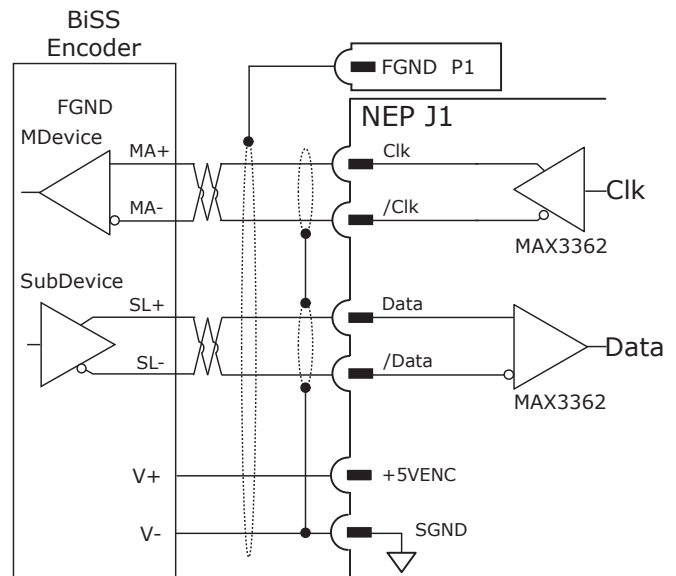 BiSS
Encoder
FGND P1
FGND
MDevice
NEP J1
MA+
Clk
MA-
/Clk
Clk
MAX3362
SubDevice
SL+
Data
SL-
/Data
Data
MAX3362
V+
+5VENC
V-
SGND